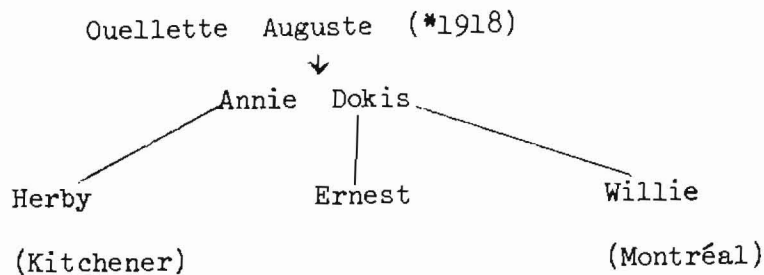 Ouellette Auguste (*1918)
Annie Dokis
Herby Ernest Willie
(Kitchener) (Montréal)